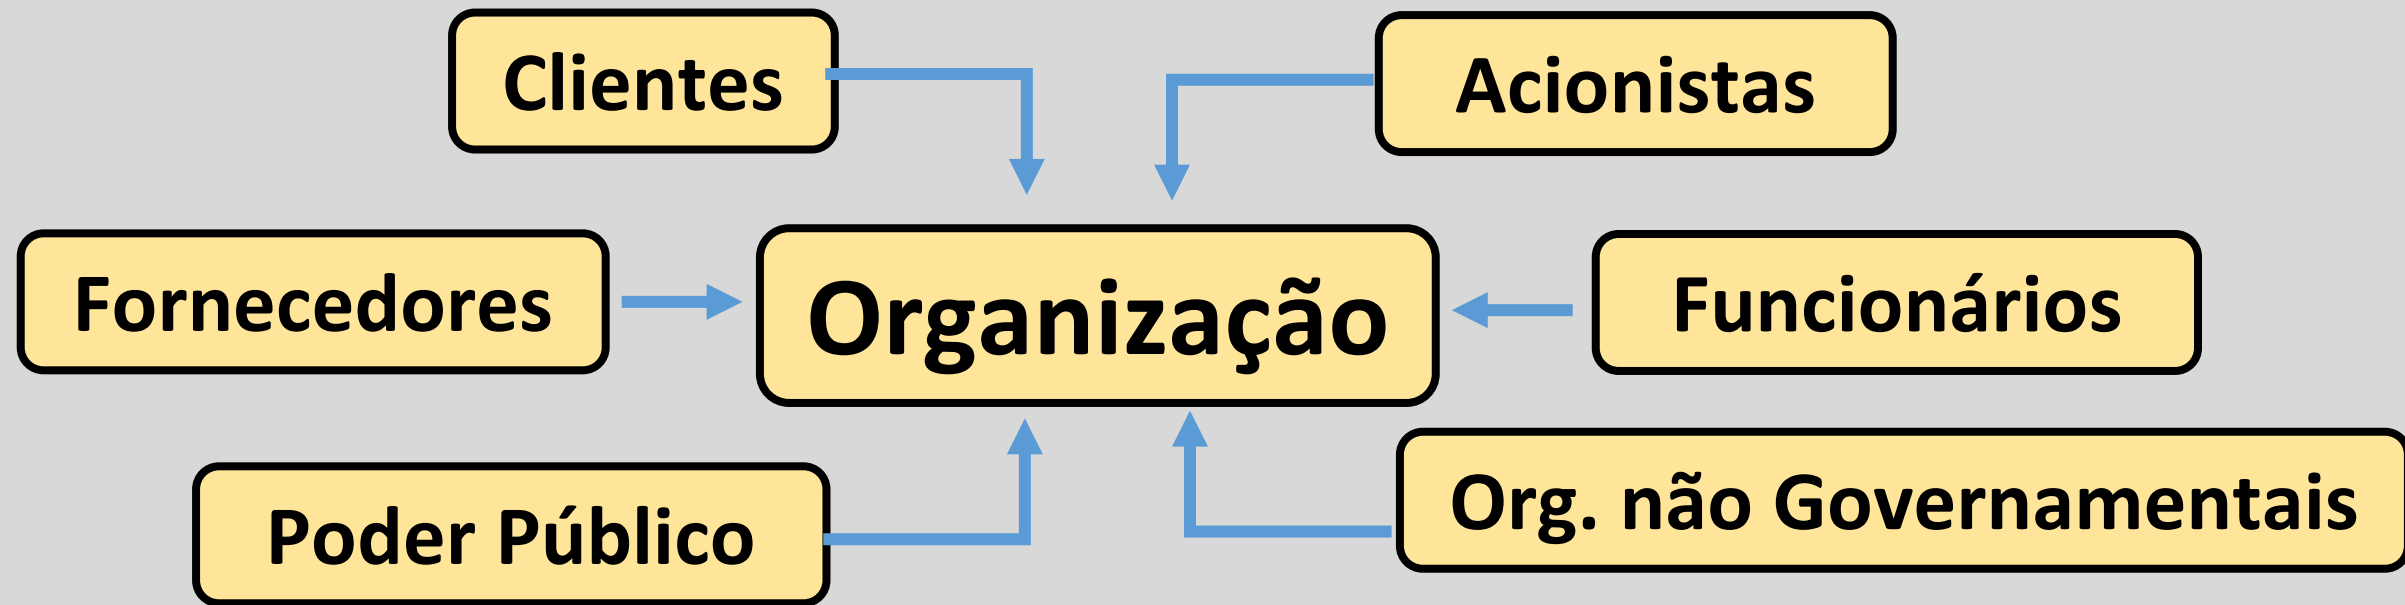 Clientes
Acionistas
Fornecedores
Organização
Funcionários
Poder Público
Org. não Governamentais